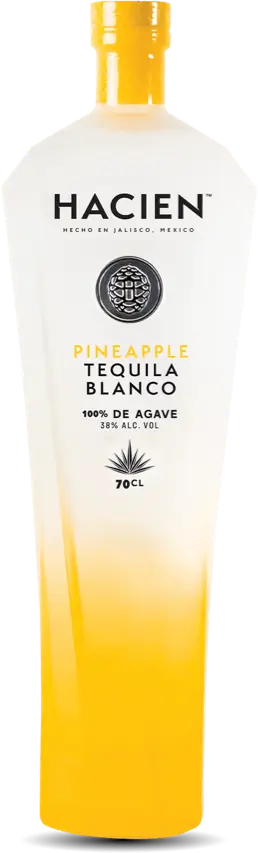 HACIEN™
HECHO EN JALISCO, MEXICO
PINEAPPLE
TEQUILA
BLANCO
100% DE AGAVE
38% ALC. VOL
70CL